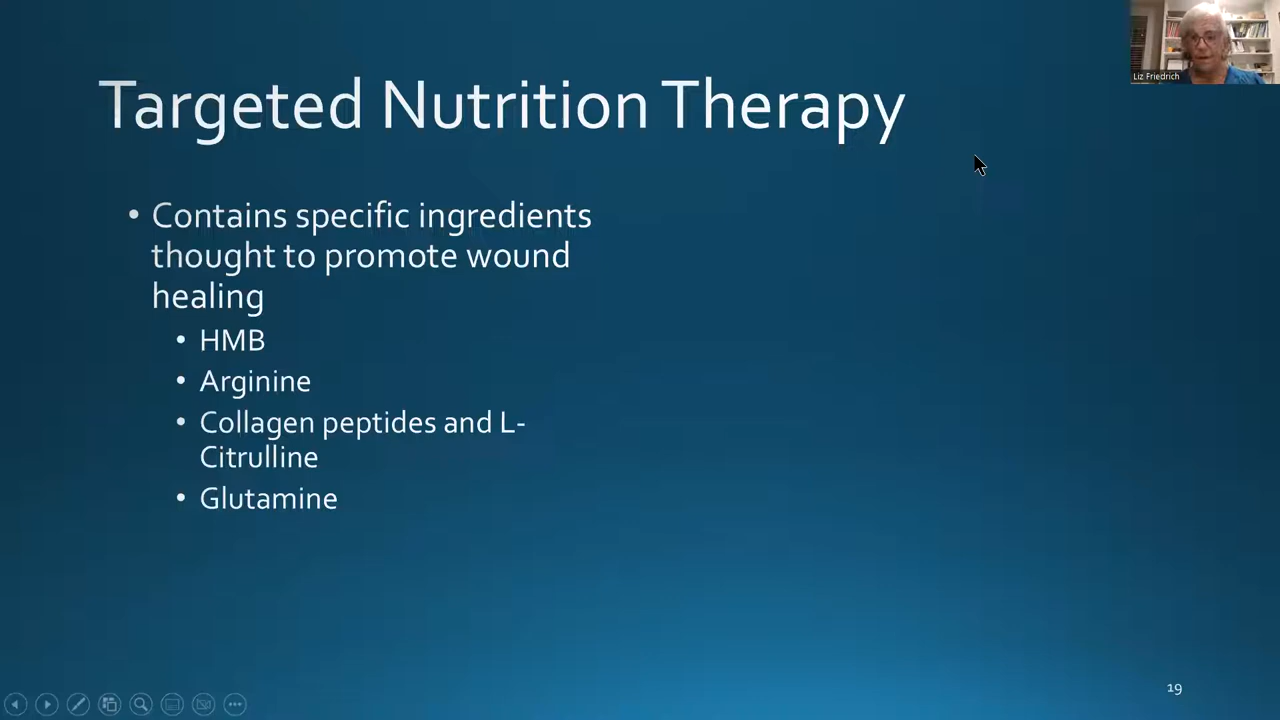 Liz Friedrich
Targeted Nutrition Therapy
• Contains specific ingredients
thought to promote wound
healing
• HMB
• Arginine
• Collagen peptides and L-
Citrulline
• Glutamine
19